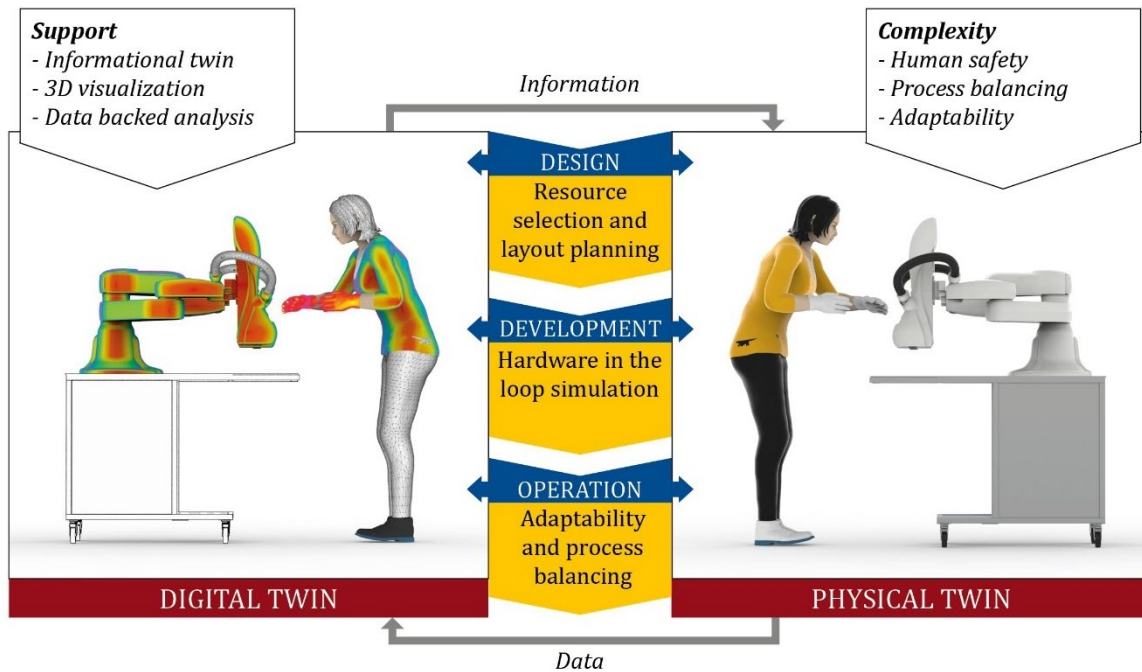 Support
- Informational twin
- 3D visualization
- Data backed analysis
Complexity
- Human safety
- Process balancing
- Adaptability
Information
DESIGN
Resource
selection and
layout planning
DEVELOPMENT
Hardware in
the loop simulation
OPERATION
Adaptability
and process
balancing
DIGITAL TWIN
PHYSICAL TWIN
Data